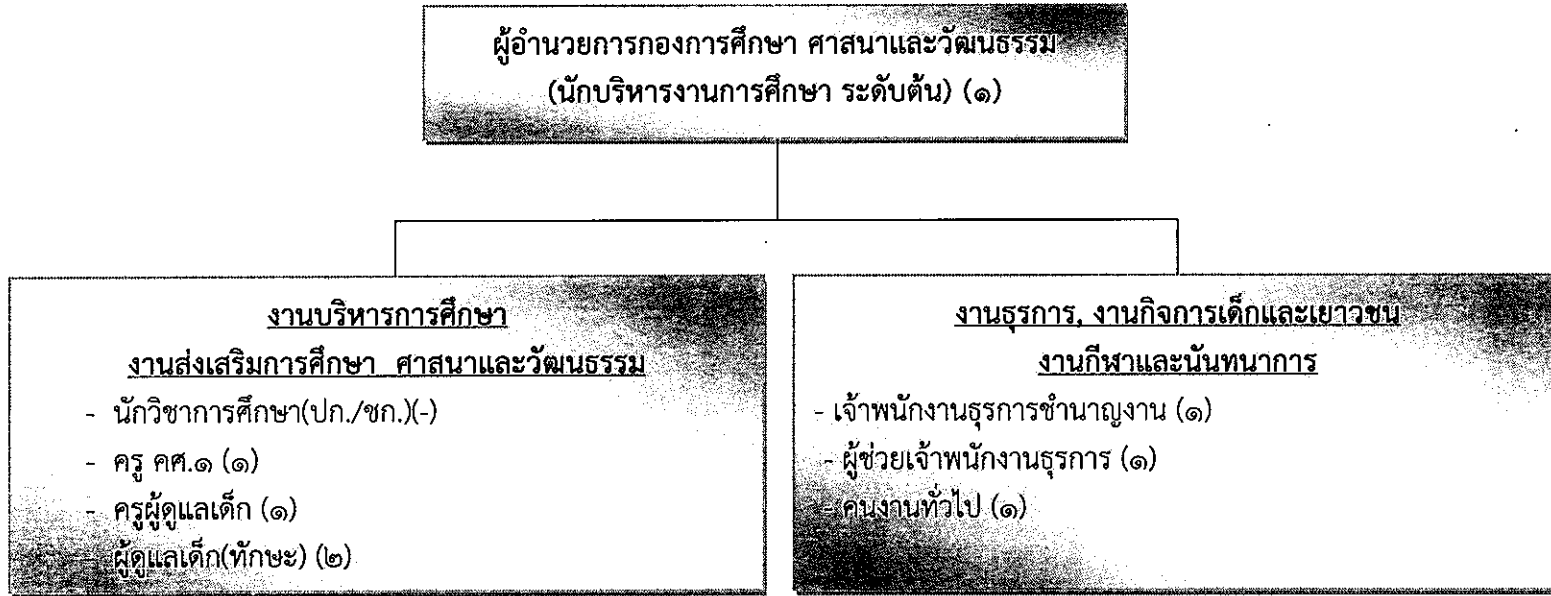 ผู้อำนวยการกองการศึกษา ศาสนาและวัฒนธรรม
(นักบริหารงานการศึกษา ระดับต้น) (๑)
งานบริหารการศึกษา
งานส่งเสริมการศึกษา ศาสนาและวัฒนธรรม
- นักวิชาการศึกษา(ปก./ชก.)(-)
- ครู คศ.๑ (๑)
- ครูผู้ดูแลเด็ก (๑)
- ผู้ดูแลเด็ก(ทักษะ) (๒)
งานธุรการ, งานกิจการเด็กและเยาวชน
งานกีฬาและนันทนาการ
- เจ้าพนักงานธุรการชำนาญงาน (๑)
- ผู้ช่วยเจ้าพนักงานธุรการ (๑)
- คนงานทั่วไป (๑)